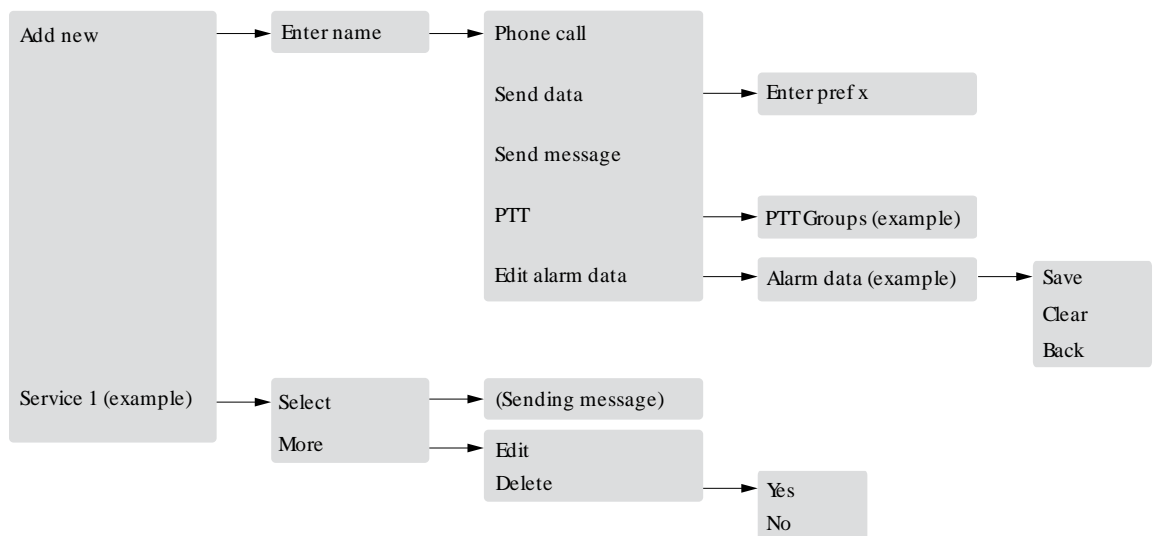 Add new
Enter name
Phone call
Send data
Enter pref x
Send message
PTT
PTT Groups (example)
Edit alarm data
Alarm data (example)
Save
Clear
Back
Service 1 (example)
Select
(Sending message)
More
Edit
Delete
Yes
No